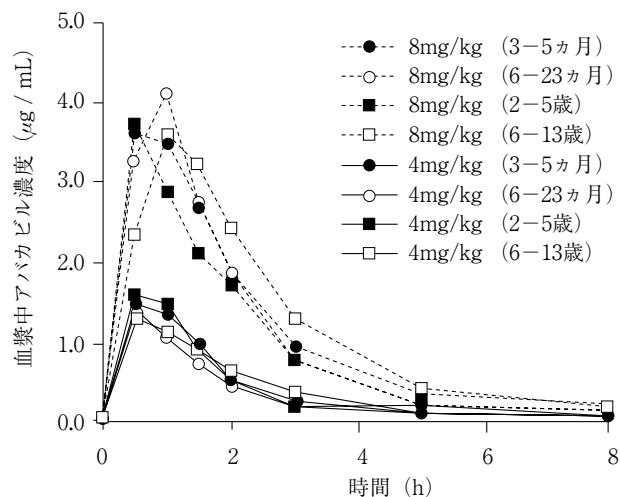 血漿中アバカビル濃度（μg / mL）
5.0
4.0
3.0
2.0
1.0
0.0
0
2
4
6
8
時間（h）
8mg/kg （3−5ヵ月）
8mg/kg （6−23ヵ月）
8mg/kg （2−5歳）
8mg/kg （6−13歳）
4mg/kg （3−5ヵ月）
4mg/kg （6−23ヵ月）
4mg/kg （2−5歳）
4mg/kg （6−13歳）